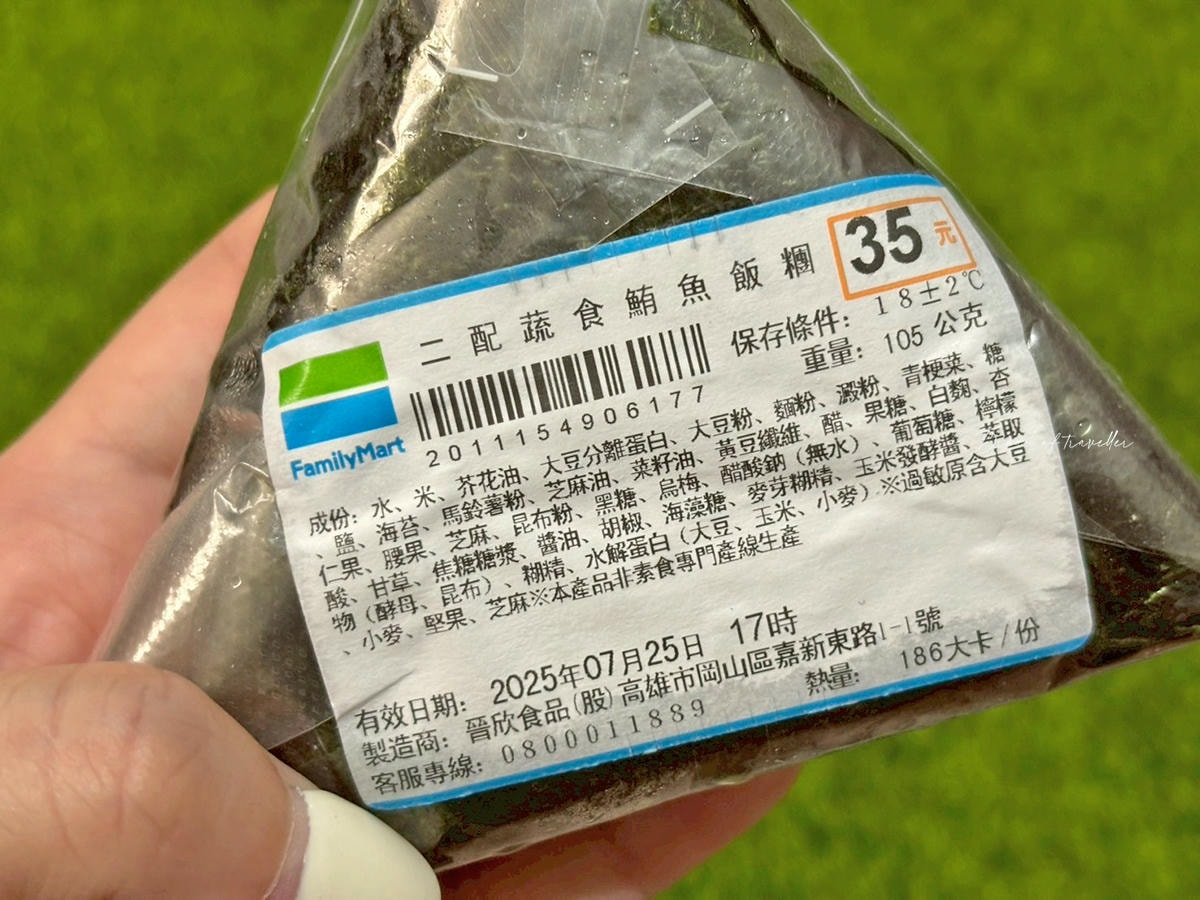 二配蔬食鮪魚飯糰
35元
保存條件: 18±2℃
重量: 105 公克
FamilyMart
2011154906177
成份: 水、米、芥花油、大豆分離蛋白、大豆粉、麵粉、澱粉、青梗菜、糖
、鹽、海苔、馬鈴薯粉、芝麻油、菜籽油、黃豆纖維、醋、果糖、白麴、杏
仁果、腰果、芝麻、昆布粉、黑糖、烏梅、醋酸鈉(無水)、葡萄糖、檸檬
酸、甘草、焦糖糖漿、醬油、胡椒、海藻糖、麥芽糊精、玉米發酵醬、萃取
物(酵母、昆布)、糊精、水解蛋白(大豆、玉米、小麥)※過敏原含大豆
、小麥、堅果、芝麻※本產品非素食專門產線生產
有效日期: 2025年07月25日 17時
製造商: 晉欣食品(股)高雄市岡山區嘉新東路1-1號
客服專線: 0800011889
熱量: 186大卡/份